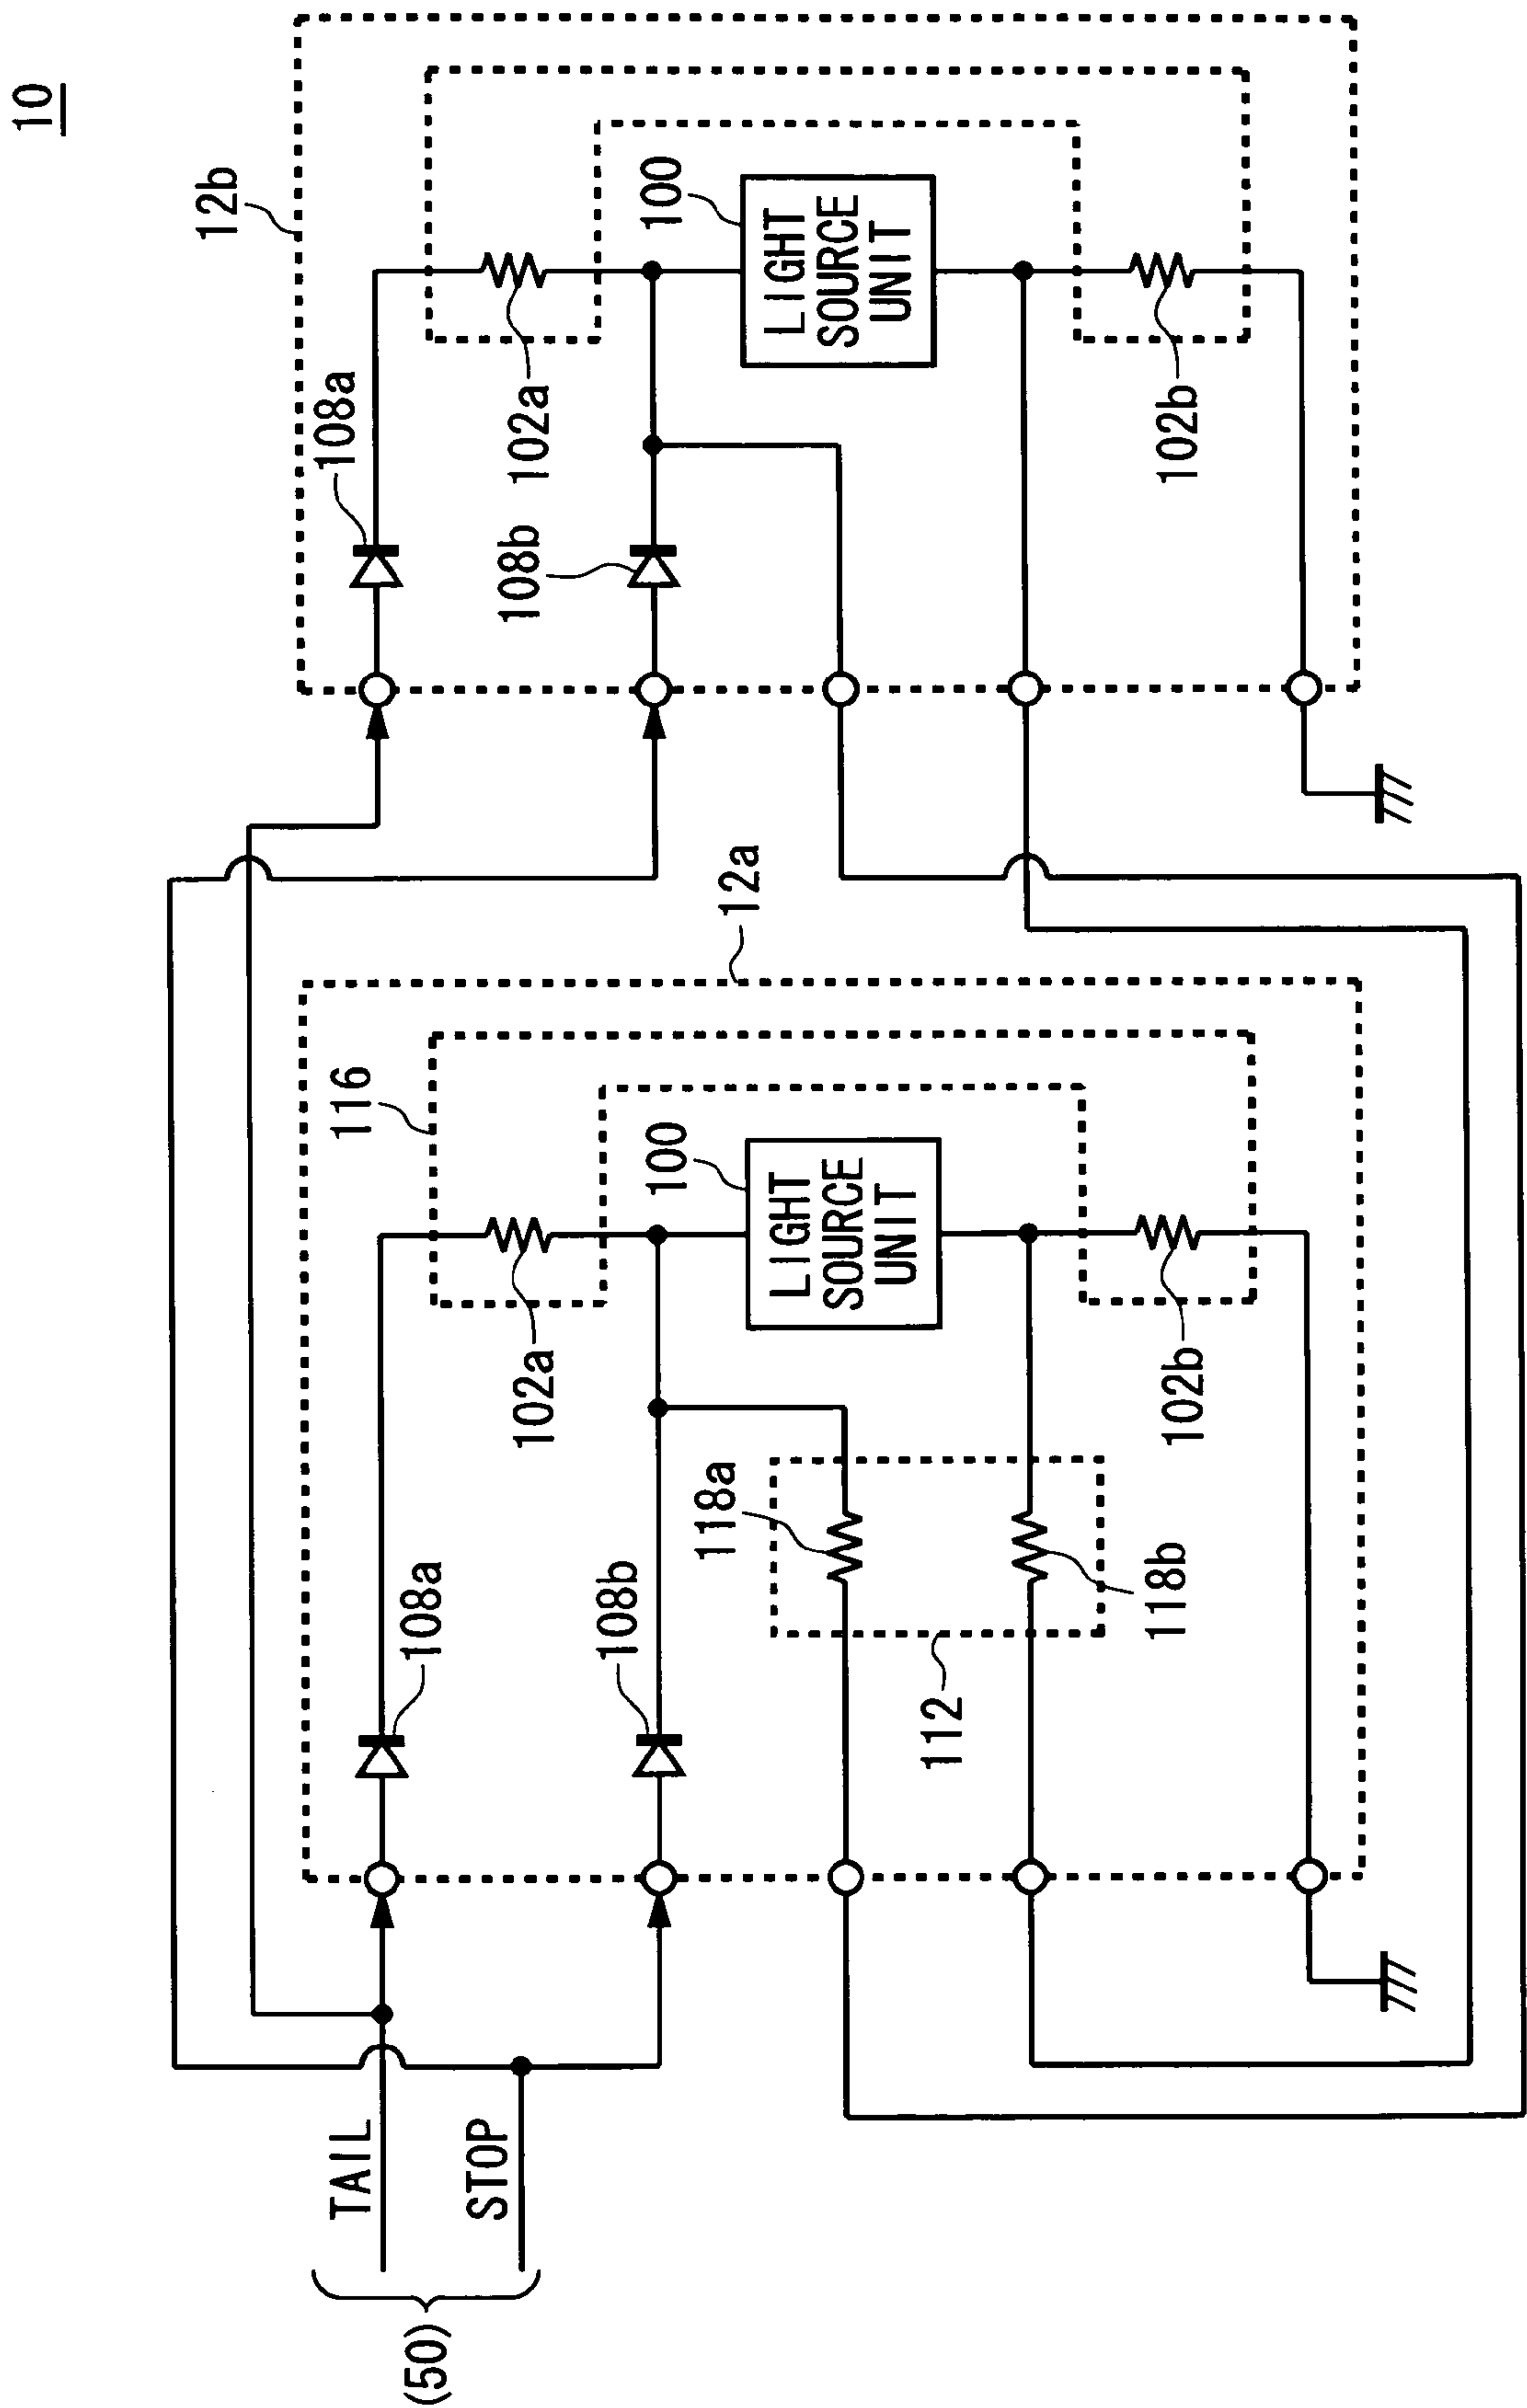 10
12b
108a
102a
100
LIGHT
SOURCE
UNIT
108b
102b
12a
116
108a
102a
100
LIGHT
SOURCE
UNIT
108b
118a
118b
102b
112
TAIL
STOP
(50)